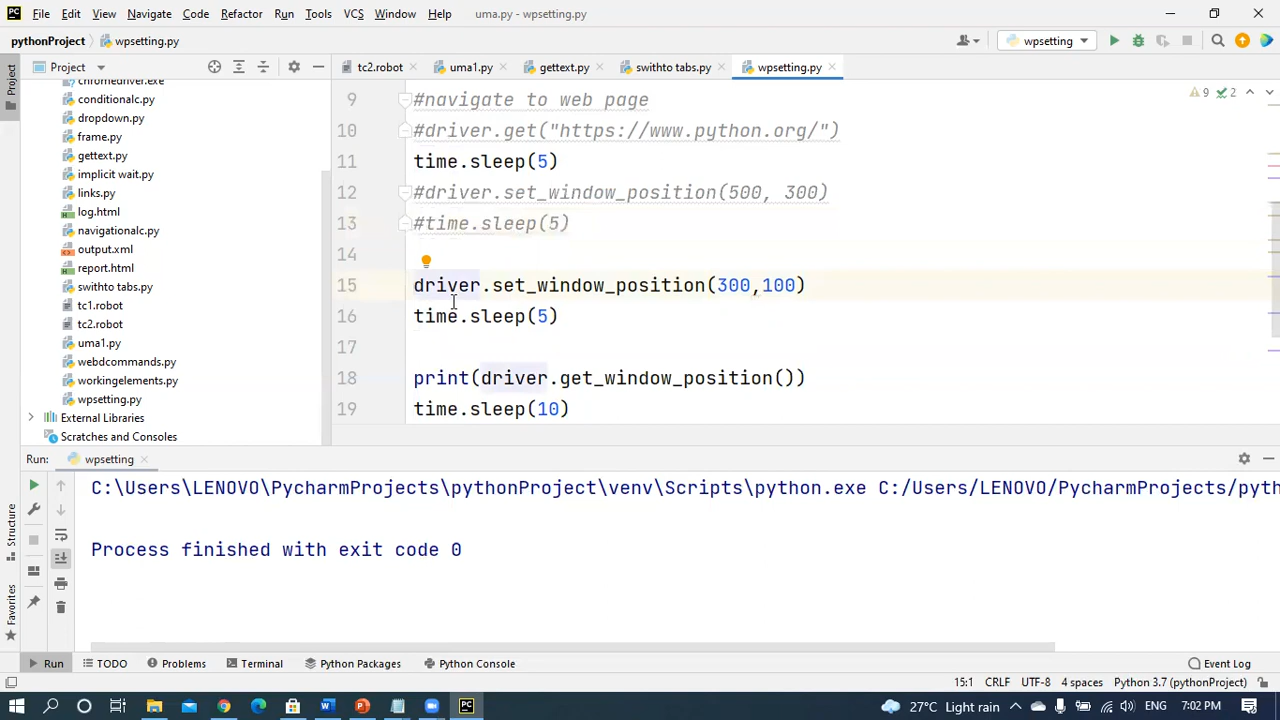 File Edit View Navigate Code Refactor Run Tools VCS Window Help uma.py - wpsetting.py
pythonProject wpsetting.py wpsetting
Project tc2.robot uma1.py gettext.py swithto tabs.py wpsetting.py
chromedriver.exe
conditionalc.py
dropdown.py
frame.py
gettext.py
implicit wait.py
links.py
log.html
navigationalc.py
output.xml
report.html
swithto tabs.py
tc1.robot
tc2.robot
uma1.py
webdcommands.py
workingelements.py
wpsetting.py
External Libraries
Scratches and Consoles
9 #navigate to web page
10 #driver.get("https://www.python.org/")
11 time.sleep(5)
12 #driver.set_window_position(500, 300)
13 #time.sleep(5)
14
15 driver.set_window_position(300,100)
16 time.sleep(5)
17
18 print(driver.get_window_position())
19 time.sleep(10)
9 2
Project
Structure
Favorites
Run: wpsetting
C:\Users\LENOVO\PycharmProjects\pythonProject\venv\Scripts\python.exe C:/Users/LENOVO/PycharmProjects/pyth
Process finished with exit code 0
Run TODO Problems Terminal Python Packages Python Console Event Log
15:1 CRLF UTF-8 4 spaces Python 3.7 (pythonProject)
27°C Light rain ENG 7:02 PM